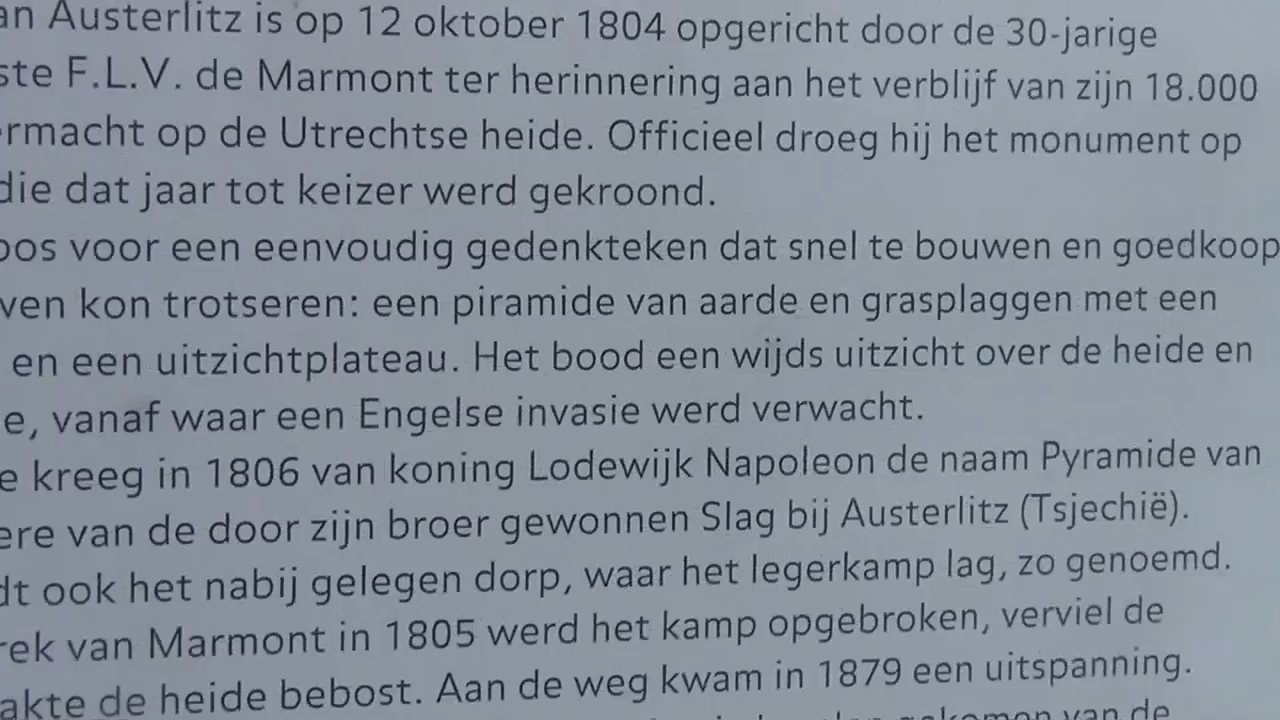 an Austerlitz is op 12 oktober 1804 opgericht door de 30-jarige
ste F.L.V. de Marmont ter herinnering aan het verblijf van zijn 18.000
rmacht op de Utrechtse heide. Officieel droeg hij het monument op
die dat jaar tot keizer werd gekroond.
oos voor een eenvoudig gedenkteken dat snel te bouwen en goedkoop
ven kon trotseren: een piramide van aarde en grasplaggen met een
en een uitzichtplateau. Het bood een wijds uitzicht over de heide en
e, vanaf waar een Engelse invasie werd verwacht.
e kreeg in 1806 van koning Lodewijk Napoleon de naam Pyramide van
ere van de door zijn broer gewonnen Slag bij Austerlitz (Tsjechië).
dt ook het nabij gelegen dorp, waar het legerkamp lag, zo genoemd.
rek van Marmont in 1805 werd het kamp opgebroken, verviel de
akte de heide bebost. Aan de weg kwam in 1879 een uitspanning.
gekomen van de